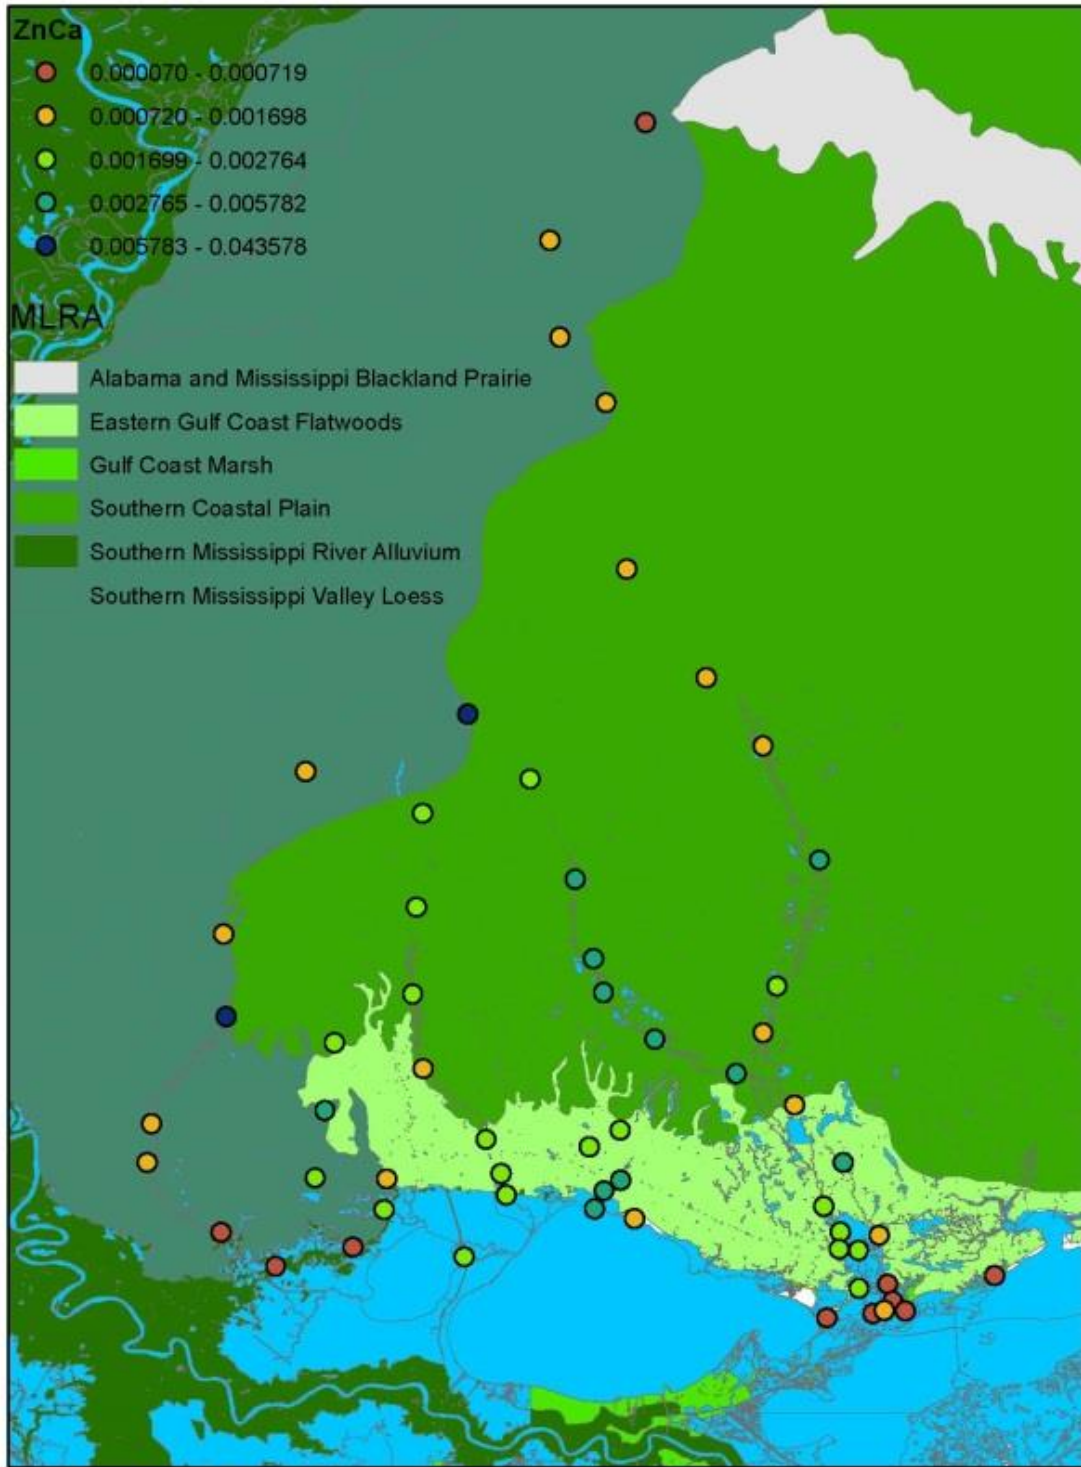 ZnCa
0.000070 - 0.000719
0.000720 - 0.001698
0.001699 - 0.002764
0.002765 - 0.005782
0.005783 - 0.043578
MLRA
Alabama and Mississippi Blackland Prairie
Eastern Gulf Coast Flatwoods
Gulf Coast Marsh
Southern Coastal Plain
Southern Mississippi River Alluvium
Southern Mississippi Valley Loess